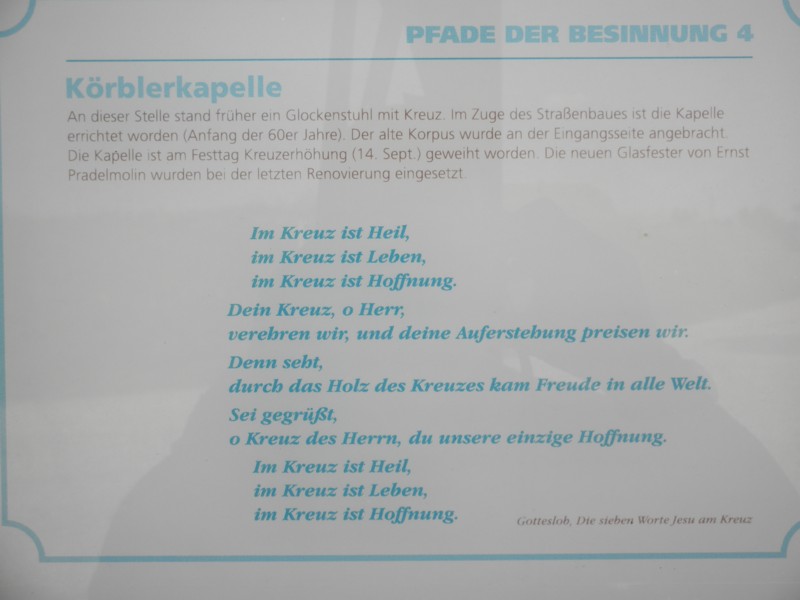 PFADE DER BESINNUNG 4
Körblerkapelle
An dieser Stelle stand früher ein Glockenstuhl mit Kreuz. Im Zuge des Straßenbaues ist die Kapelle
errichtet worden (Anfang der 60er Jahre). Der alte Korpus wurde an der Eingangsseite angebracht.
Die Kapelle ist am Festtag Kreuzerhöhung (14. Sept.) geweiht worden. Die neuen Glasfester von Ernst
Pradelmolin wurden bei der letzten Renovierung eingesetzt.
Im Kreuz ist Heil,
im Kreuz ist Leben,
im Kreuz ist Hoffnung.
Dein Kreuz, o Herr,
verehren wir, und deine Auferstehung preisen wir.
Denn seht,
durch das Holz des Kreuzes kam Freude in alle Welt.
Sei gegrüßt,
o Kreuz des Herrn, du unsere einzige Hoffnung.
Im Kreuz ist Heil,
im Kreuz ist Leben,
im Kreuz ist Hoffnung.
Gotteslob, Die sieben Worte Jesu am Kreuz